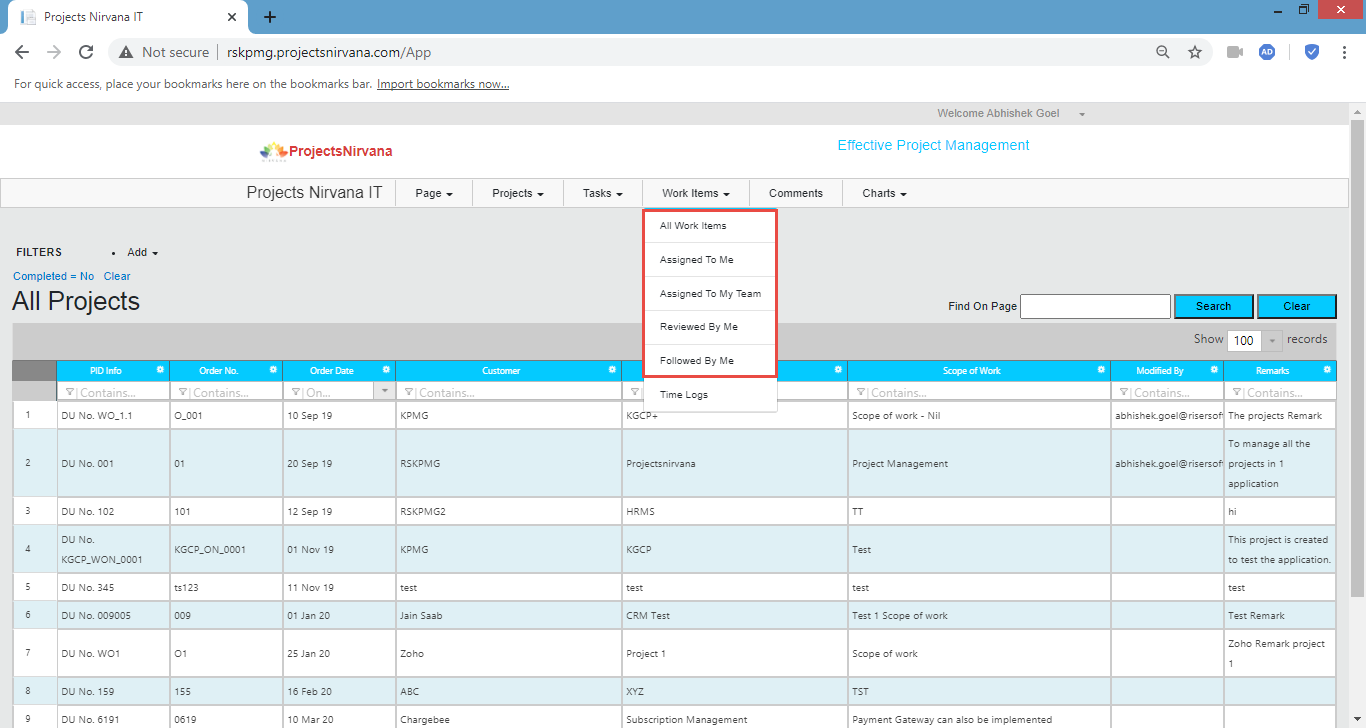 Projects Nirvana IT
Not secure rskpmg.projectsnirvana.com/App AD
For quick access, place your bookmarks here on the bookmarks bar. Import bookmarks now...
Welcome Abhishek Goel
ProjectsNirvana Effective Project Management
Projects Nirvana IT Page Projects Tasks Work Items Comments Charts
All Work Items
Assigned To Me
Assigned To My Team
Reviewed By Me
Followed By Me
Time Logs
FILTERS Add
Completed = No Clear
All Projects Find On Page Search Clear
Show 100 records
PID Info Order No. Order Date Customer Scope of Work Modified By Remarks
Contains... Contains... On... Contains... Contains... Contains... Contains...
1 DU No. WO_1.1 O_001 10 Sep 19 KPMG KGCP+ Scope of work - Nil abhishek.goel@risersoft The projects Remark
2 DU No. 001 01 20 Sep 19 RSKPMG Projectsnirvana Project Management abhishek.goel@risersoft To manage all the
projects in 1
application
3 DU No. 102 101 12 Sep 19 RSKPMG2 HRMS TT hi
4 DU No.
KGCP_WON_0001 KGCP_ON_0001 01 Nov 19 KPMG KGCP Test This project is created
to test the application.
5 DU No. 345 ts123 11 Nov 19 test test test test
6 DU No. 009005 009 01 Jan 20 Jain Saab CRM Test Test 1 Scope of work Test Remark
7 DU No. WO1 O1 25 Jan 20 Zoho Project 1 Scope of work Zoho Remark project
1
8 DU No. 159 155 16 Feb 20 ABC XYZ TST
9 DU No. 6191 0619 10 Mar 20 Chargebee Subscription Management Payment Gateway can also be implemented